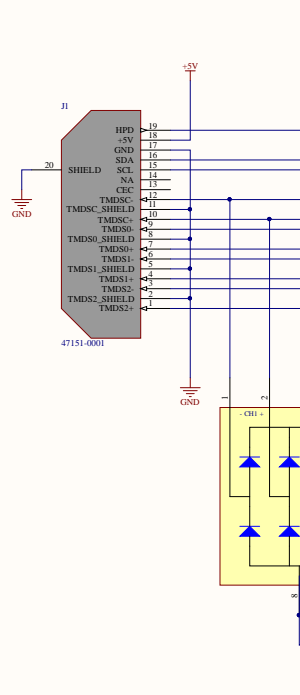 +5V
J1
HPD 19
+5V 18
GND 17
SDA 16
20 SHIELD SCL 15
NA 14
CEC 13
TMDSC- 12
TMDSC_SHIELD 11
TMDSC+ 10
TMDS0- 9
TMDS0_SHIELD 8
TMDS0+ 7
TMDS1- 6
TMDS1_SHIELD 5
TMDS1+ 4
TMDS2- 3
TMDS2_SHIELD 2
TMDS2+ 1
GND
47151-0001
GND
1 2
- CH1 +
8